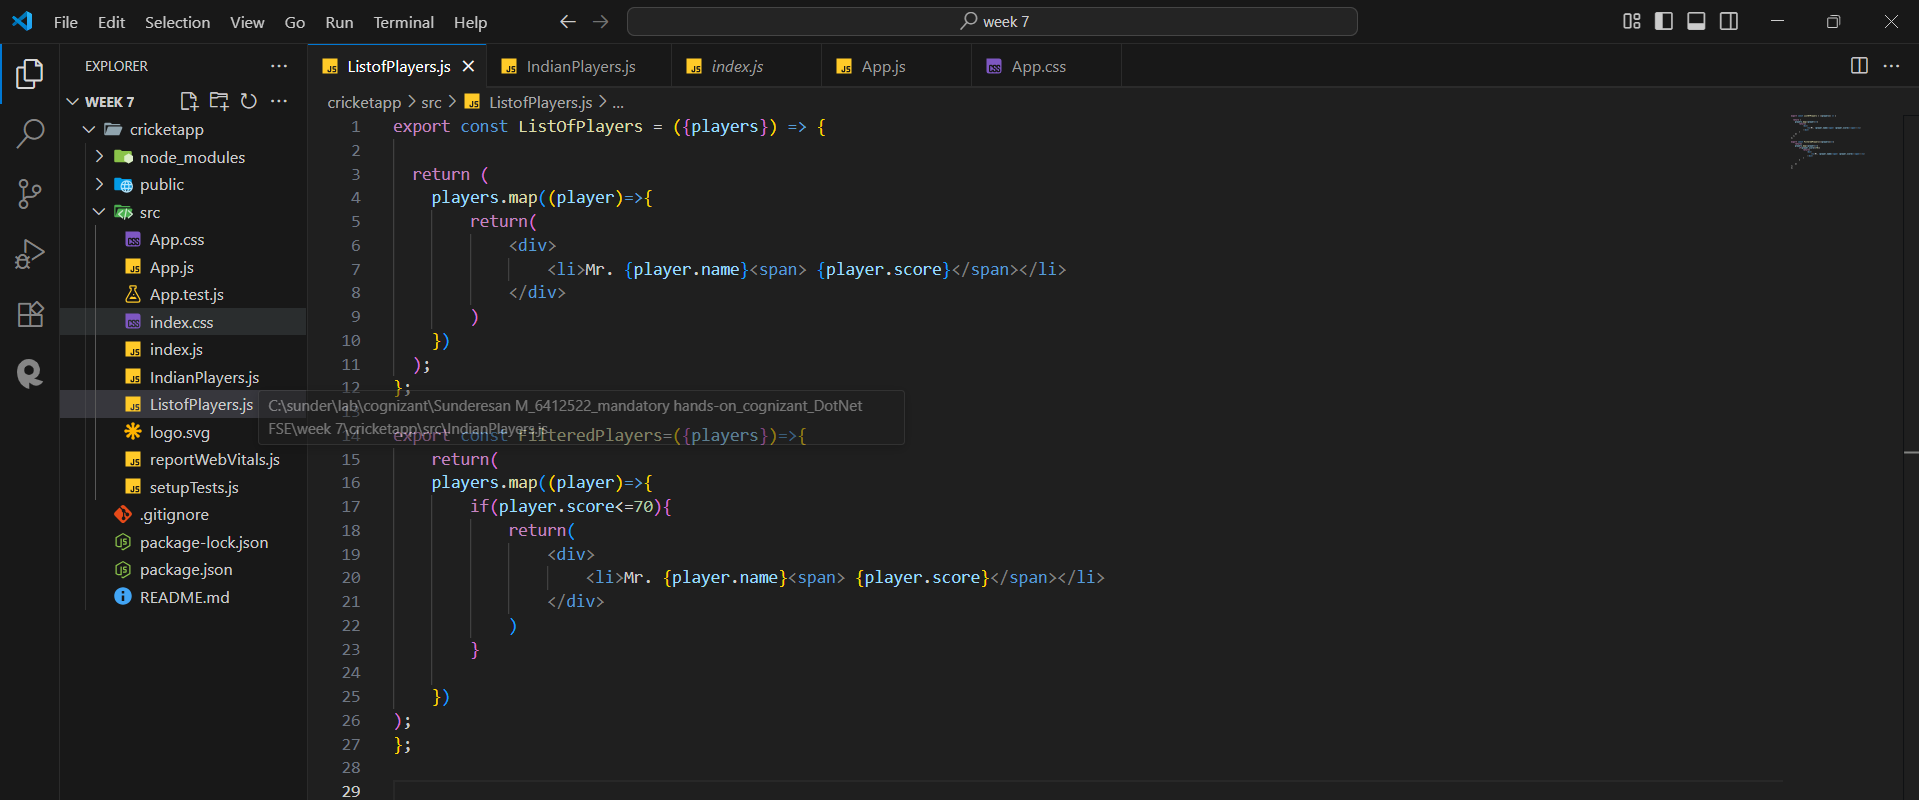 File Edit Selection View Go Run Terminal Help
week 7
EXPLORER
WEEK 7
cricketapp
node_modules
public
src
App.css
App.js
App.test.js
index.css
index.js
IndianPlayers.js
ListofPlayers.js
logo.svg
reportWebVitals.js
setupTests.js
.gitignore
package-lock.json
package.json
README.md
ListofPlayers.js IndianPlayers.js index.js App.js App.css
cricketapp > src > ListofPlayers.js > ...
1 export const ListOfPlayers = ({players}) => {
2
3 return (
4 players.map((player)=>{
5 return(
6 <div>
7 <li>Mr. {player.name}<span> {player.score}</span></li>
8 </div>
9 )
10 })
11 );
12 };
13
C:\sunder\lab\cognizant\Sunderesan M_6412522_mandatory hands-on_cognizant_DotNet
FSE\week 7\cricketapp\src\IndianPlayers.js
14 export const FilteredPlayers=({players})=>{
15 return(
16 players.map((player)=>{
17 if(player.score<=70){
18 return(
19 <div>
20 <li>Mr. {player.name}<span> {player.score}</span></li>
21 </div>
22 )
23 }
24
25 })
26 );
27 };
28
29